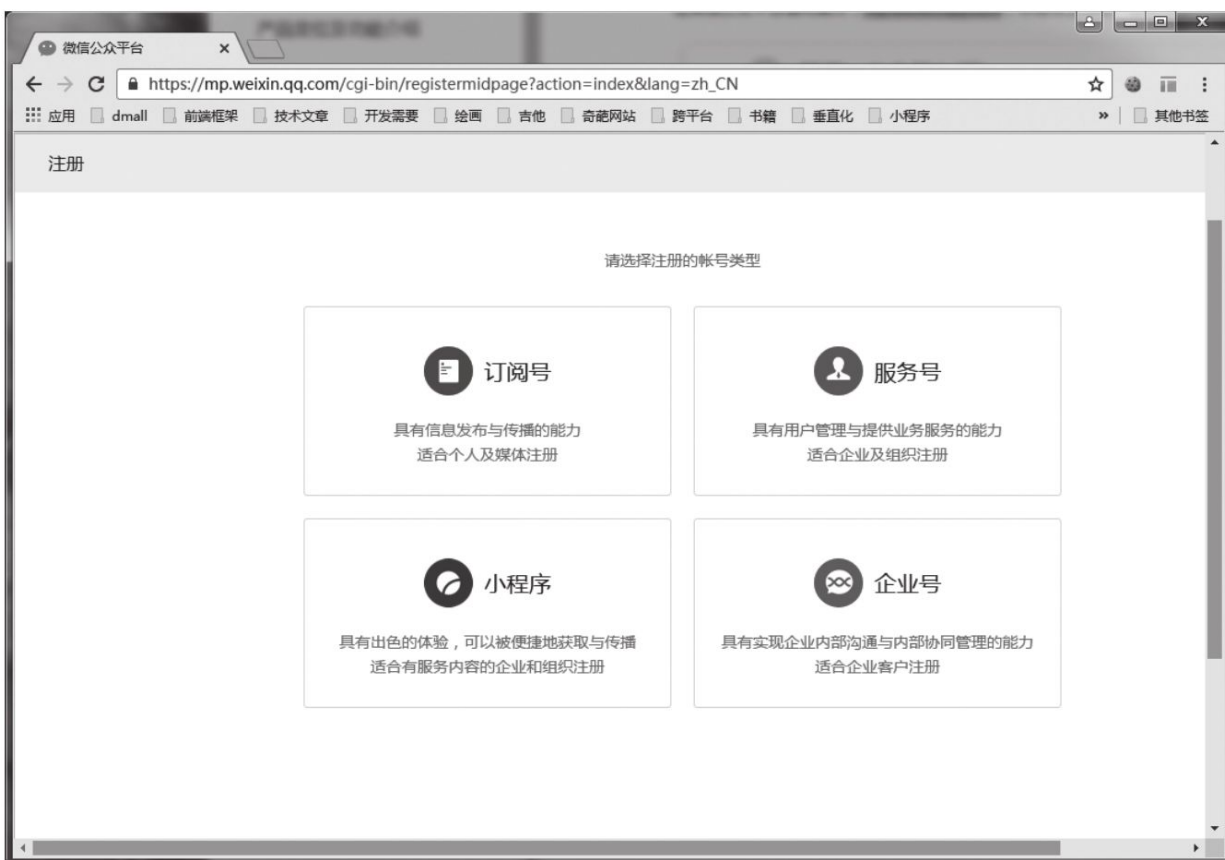 微信公众平台
https://mp.weixin.qq.com/cgi-bin/registermidpage?action=index&lang=zh_CN
应用 dmall 前端框架 技术文章 开发需要 绘画 吉他 奇葩网站 跨平台 书籍 垂直化 小程序 » 其他书签
注册
请选择注册的帐号类型
订阅号
具有信息发布与传播的能力
适合个人及媒体注册
服务号
具有用户管理与提供业务服务的能力
适合企业及组织注册
小程序
具有出色的体验，可以被便捷地获取与传播
适合有服务内容的企业和组织注册
企业号
具有实现企业内部沟通与内部协同管理的能力
适合企业客户注册